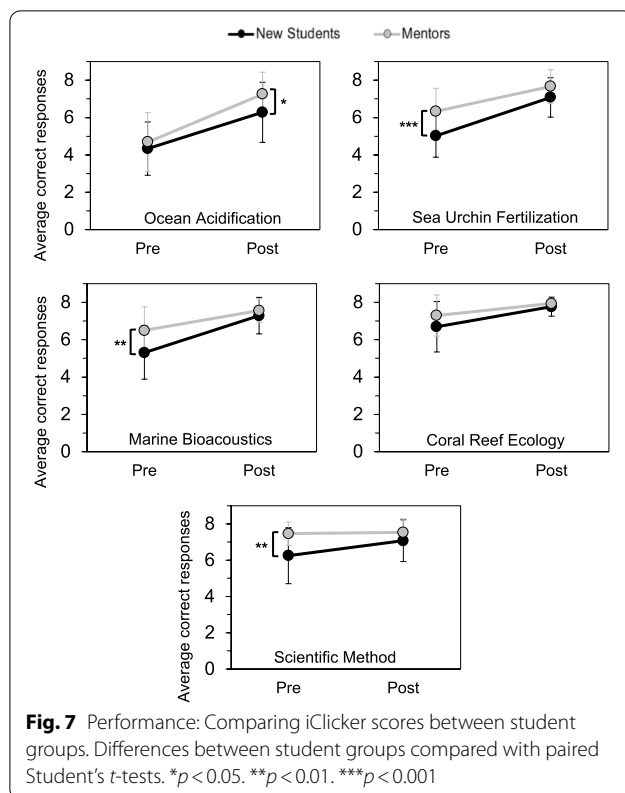 New Students Mentors
Average correct responses
8
6
4
2
0
*
Ocean Acidification
Pre Post
8
6
4
2
0
***
Sea Urchin Fertilization
Pre Post
Average correct responses
8
6
4
2
0
**
Marine Bioacoustics
Pre Post
8
6
4
2
0
Coral Reef Ecology
Pre Post
Average correct responses
8
6
4
2
0
**
Scientific Method
Pre Post
Fig. 7 Performance: Comparing iClicker scores between student
groups. Differences between student groups compared with paired
Student's t-tests. *p < 0.05. **p < 0.01. ***p < 0.001